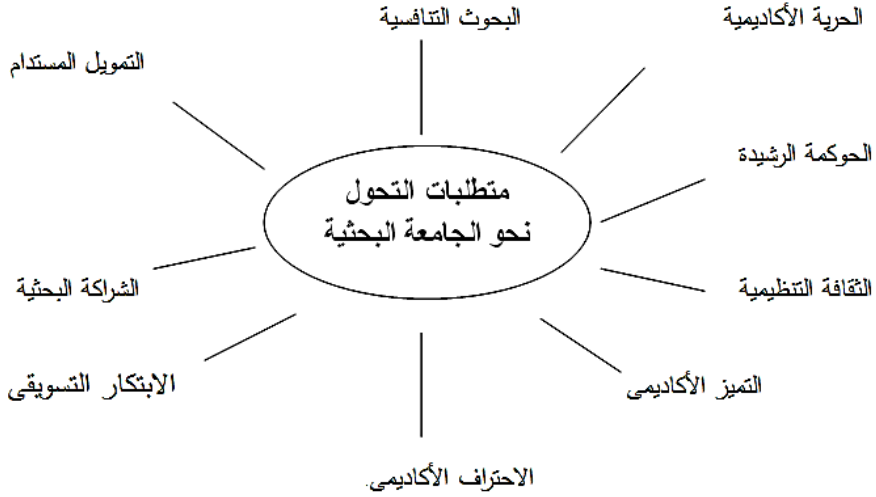 البحوث التنافسية
الحرية الأكاديمية
التمويل المستدام
الحوكمة الرشيدة
متطلبات التحول
نحو الجامعة البحثية
الثقافة التنظيمية
الشراكة البحثية
التميز الأكاديمى
الابتكار التسويقى
الاحتراف الأكاديمى.